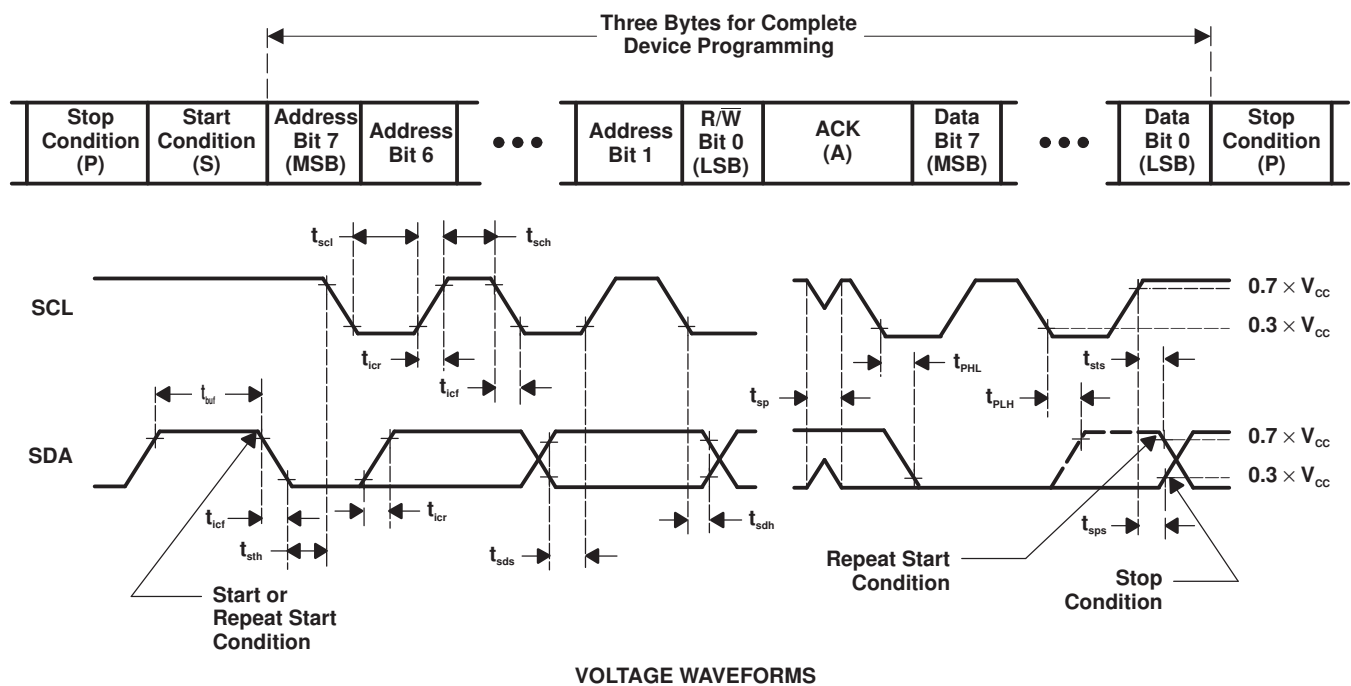 Three Bytes for Complete
Device Programming
Stop
Condition
(P)
Start
Condition
(S)
Address
Bit 7
(MSB)
Address
Bit 6
•••
Address
Bit 1
R/W̅
Bit 0
(LSB)
ACK
(A)
Data
Bit 7
(MSB)
•••
Data
Bit 0
(LSB)
Stop
Condition
(P)
tscl
tsch
SCL
0.7 × VCC
0.3 × VCC
ticr
ticf
tPHL
tsts
tbuf
tsp
tPLH
SDA
0.7 × VCC
0.3 × VCC
ticf
ticr
tsdh
tsth
tsds
tsps
Start or
Repeat Start
Condition
Repeat Start
Condition
Stop
Condition
VOLTAGE WAVEFORMS